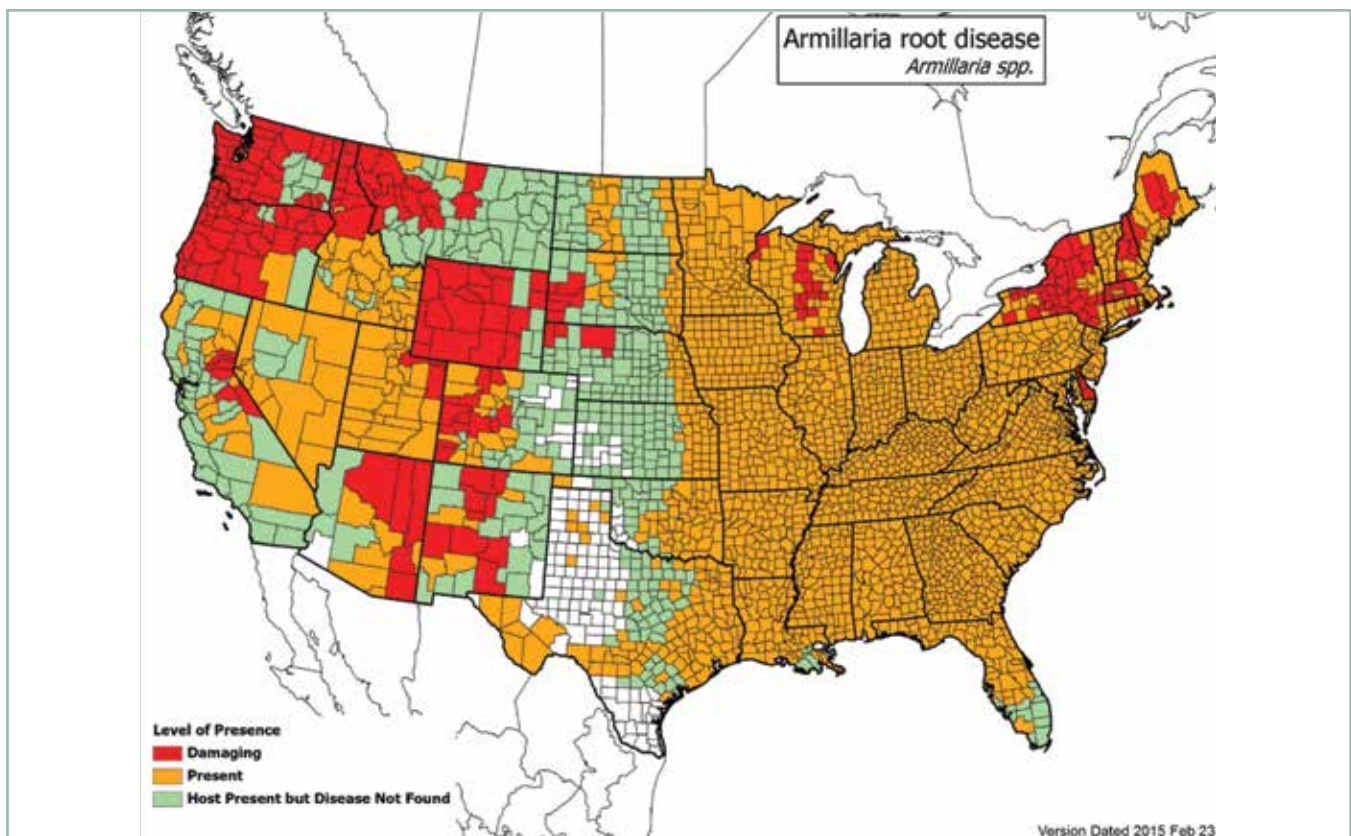 Armillaria root disease
Armillaria spp.
Level of Presence
Damaging
Present
Host Present but Disease Not Found
Version Dated 2015 Feb 23